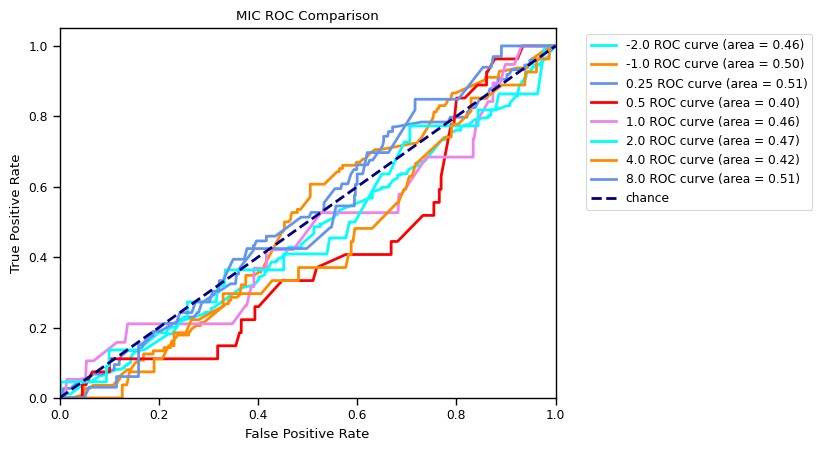 MIC ROC Comparison
1.0
0.8
0.6
0.4
0.2
0.0
True Positive Rate
0.0 0.2 0.4 0.6 0.8 1.0
False Positive Rate
-2.0 ROC curve (area = 0.46)
-1.0 ROC curve (area = 0.50)
0.25 ROC curve (area = 0.51)
0.5 ROC curve (area = 0.40)
1.0 ROC curve (area = 0.46)
2.0 ROC curve (area = 0.47)
4.0 ROC curve (area = 0.42)
8.0 ROC curve (area = 0.51)
chance